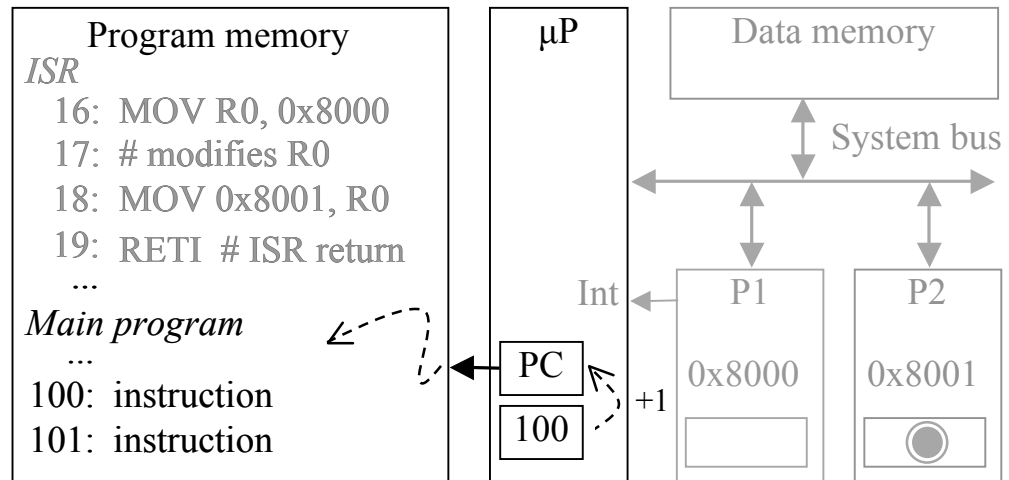 Program memory
ISR
16: MOV R0, 0x8000
17: # modifies R0
18: MOV 0x8001, R0
19: RETI # ISR return
...
Main program
...
100: instruction
101: instruction
μP
PC
100
+1
Int
Data memory
System bus
P1
0x8000
P2
0x8001